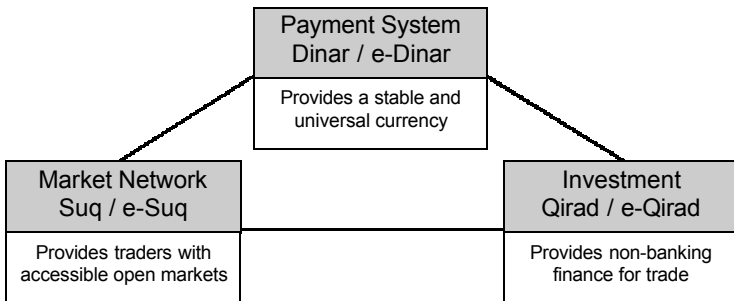 Payment System
Dinar / e-Dinar
Provides a stable and
universal currency
Market Network
Suq / e-Suq
Provides traders with
accessible open markets
Investment
Qirad / e-Qirad
Provides non-banking
finance for trade